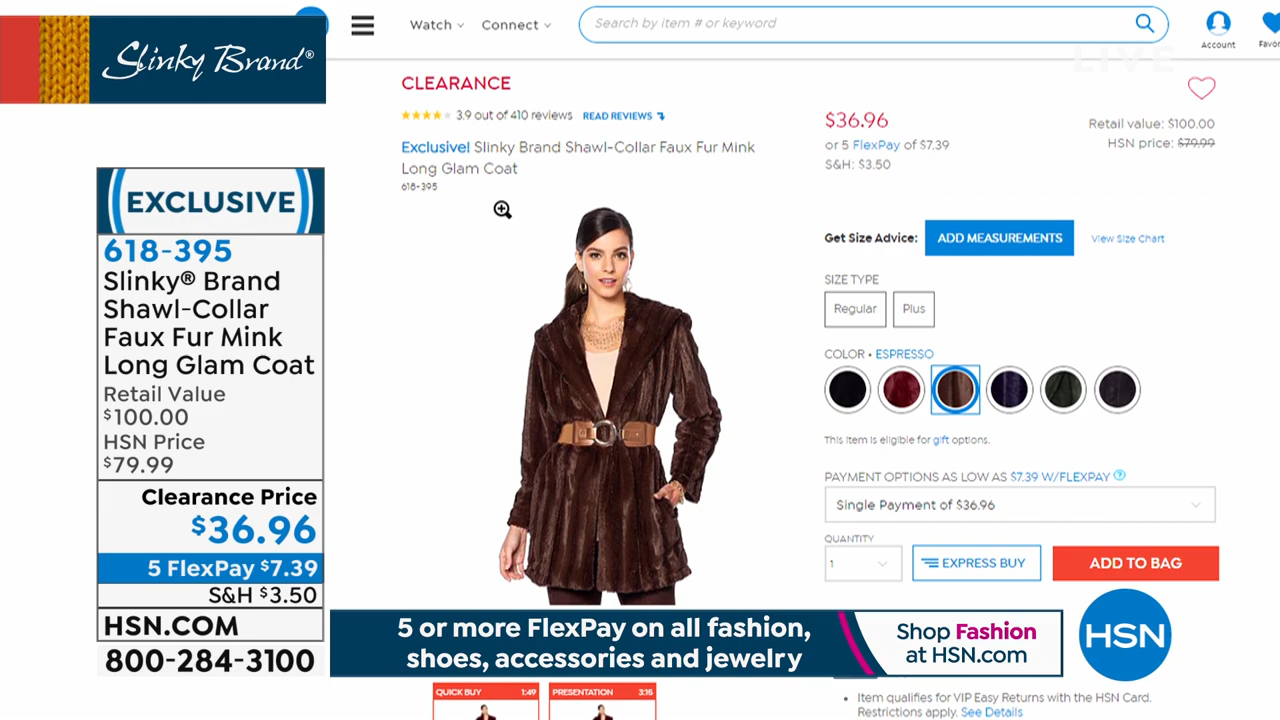 Slinky Brand®
Watch
Connect
Search by item # or keyword
Account
Favor
LIVE
CLEARANCE
3.9 out of 410 reviews READ REVIEWS
Exclusive! Slinky Brand Shawl-Collar Faux Fur Mink
Long Glam Coat
618-395
$36.96
or 5 FlexPay of $7.39
S&H: $3.50
Retail value: $100.00
HSN price: $79.99
Get Size Advice: ADD MEASUREMENTS View Size Chart
SIZE TYPE
Regular Plus
COLOR • ESPRESSO
This item is eligible for gift options.
PAYMENT OPTIONS AS LOW AS $7.39 W/FLEXPAY ?
Single Payment of $36.96
QUANTITY
1
EXPRESS BUY
ADD TO BAG
EXCLUSIVE
618-395
Slinky® Brand
Shawl-Collar
Faux Fur Mink
Long Glam Coat
Retail Value
$100.00
HSN Price
$79.99
Clearance Price
$36.96
5 FlexPay $7.39
S&H $3.50
HSN.COM
800-284-3100
5 or more FlexPay on all fashion,
shoes, accessories and jewelry
Shop Fashion
at HSN.com
HSN
QUICK BUY 1:49
PRESENTATION 3:15
• Item qualifies for VIP Easy Returns with the HSN Card.
Restrictions apply. See Details